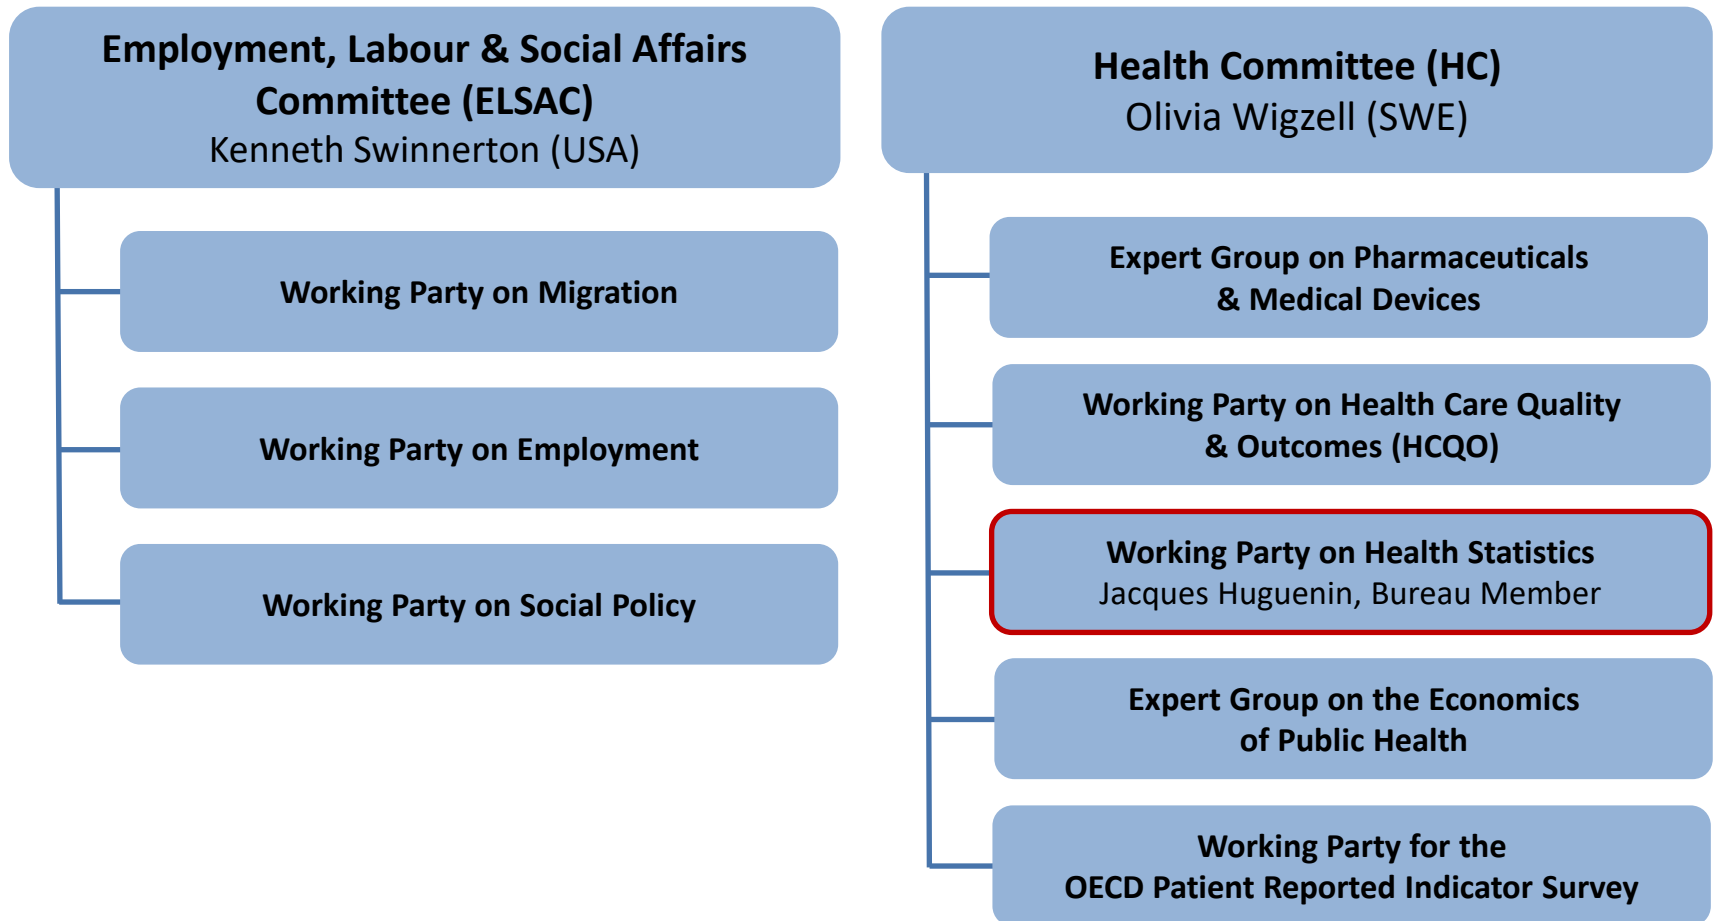 Employment, Labour & Social Affairs
Committee (ELSAC)
Kenneth Swinnerton (USA)
Working Party on Migration
Working Party on Employment
Working Party on Social Policy
Health Committee (HC)
Olivia Wigzell (SWE)
Expert Group on Pharmaceuticals
& Medical Devices
Working Party on Health Care Quality
& Outcomes (HCQO)
Working Party on Health Statistics
Jacques Huguenin, Bureau Member
Expert Group on the Economics
of Public Health
Working Party for the
OECD Patient Reported Indicator Survey